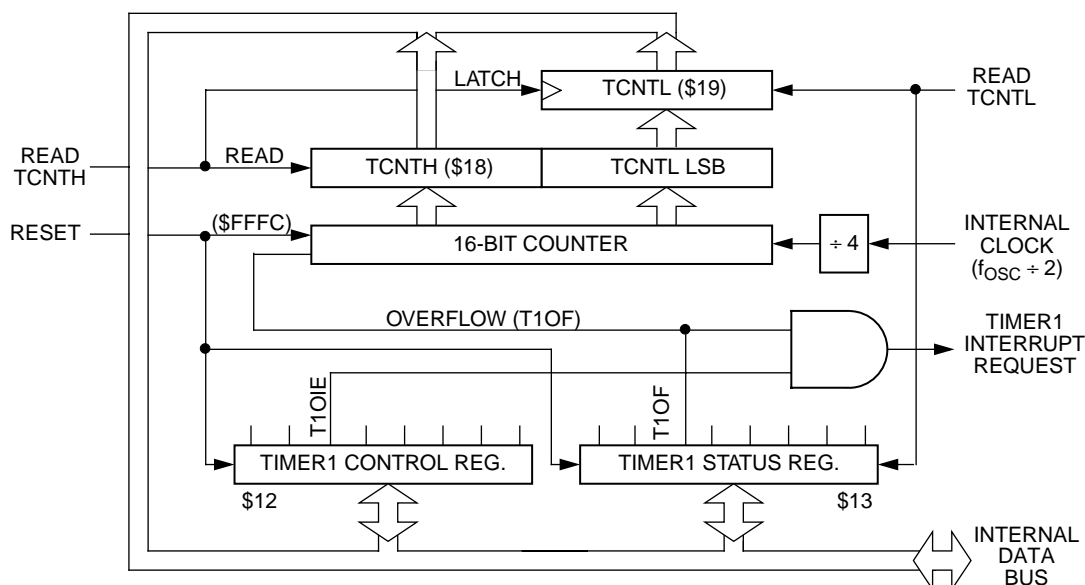 LATCH
TCNTL ($19)
READ
TCNTL
READ
TCNTH
READ
TCNTH ($18)
TCNTL LSB
RESET
($FFFC)
16-BIT COUNTER
÷ 4
INTERNAL
CLOCK
(fOSC ÷ 2)
OVERFLOW (T1OF)
TIMER1
INTERRUPT
REQUEST
T1OIE
T1OF
TIMER1 CONTROL REG.
TIMER1 STATUS REG.
$12
$13
INTERNAL
DATA
BUS